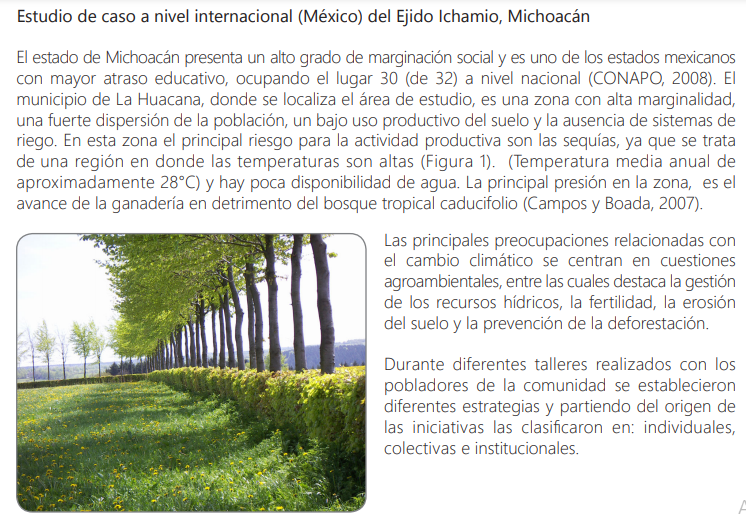 Estudio de caso a nivel internacional (México) del Ejido Ichamio, Michoacán
El estado de Michoacán presenta un alto grado de marginación social y es uno de los estados mexicanos
con mayor atraso educativo, ocupando el lugar 30 (de 32) a nivel nacional (CONAPO, 2008). El
municipio de La Huacana, donde se localiza el área de estudio, es una zona con alta marginalidad,
una fuerte dispersión de la población, un bajo uso productivo del suelo y la ausencia de sistemas de
riego. En esta zona el principal riesgo para la actividad productiva son las sequías, ya que se trata
de una región en donde las temperaturas son altas (Figura 1). (Temperatura media anual de
aproximadamente 28°C) y hay poca disponibilidad de agua. La principal presión en la zona, es el
avance de la ganadería en detrimento del bosque tropical caducifolio (Campos y Boada, 2007).
Las principales preocupaciones relacionadas con
el cambio climático se centran en cuestiones
agroambientales, entre las cuales destaca la gestión
de los recursos hídricos, la fertilidad, la erosión
del suelo y la prevención de la deforestación.
Durante diferentes talleres realizados con los
pobladores de la comunidad se establecieron
diferentes estrategias y partiendo del origen de
las iniciativas las clasificaron en: individuales,
colectivas e institucionales.